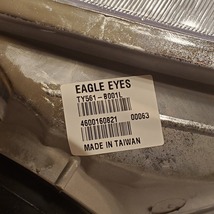 EAGLE EYES
TY561-B001L
4600160821 00063
MADE IN TAIWAN